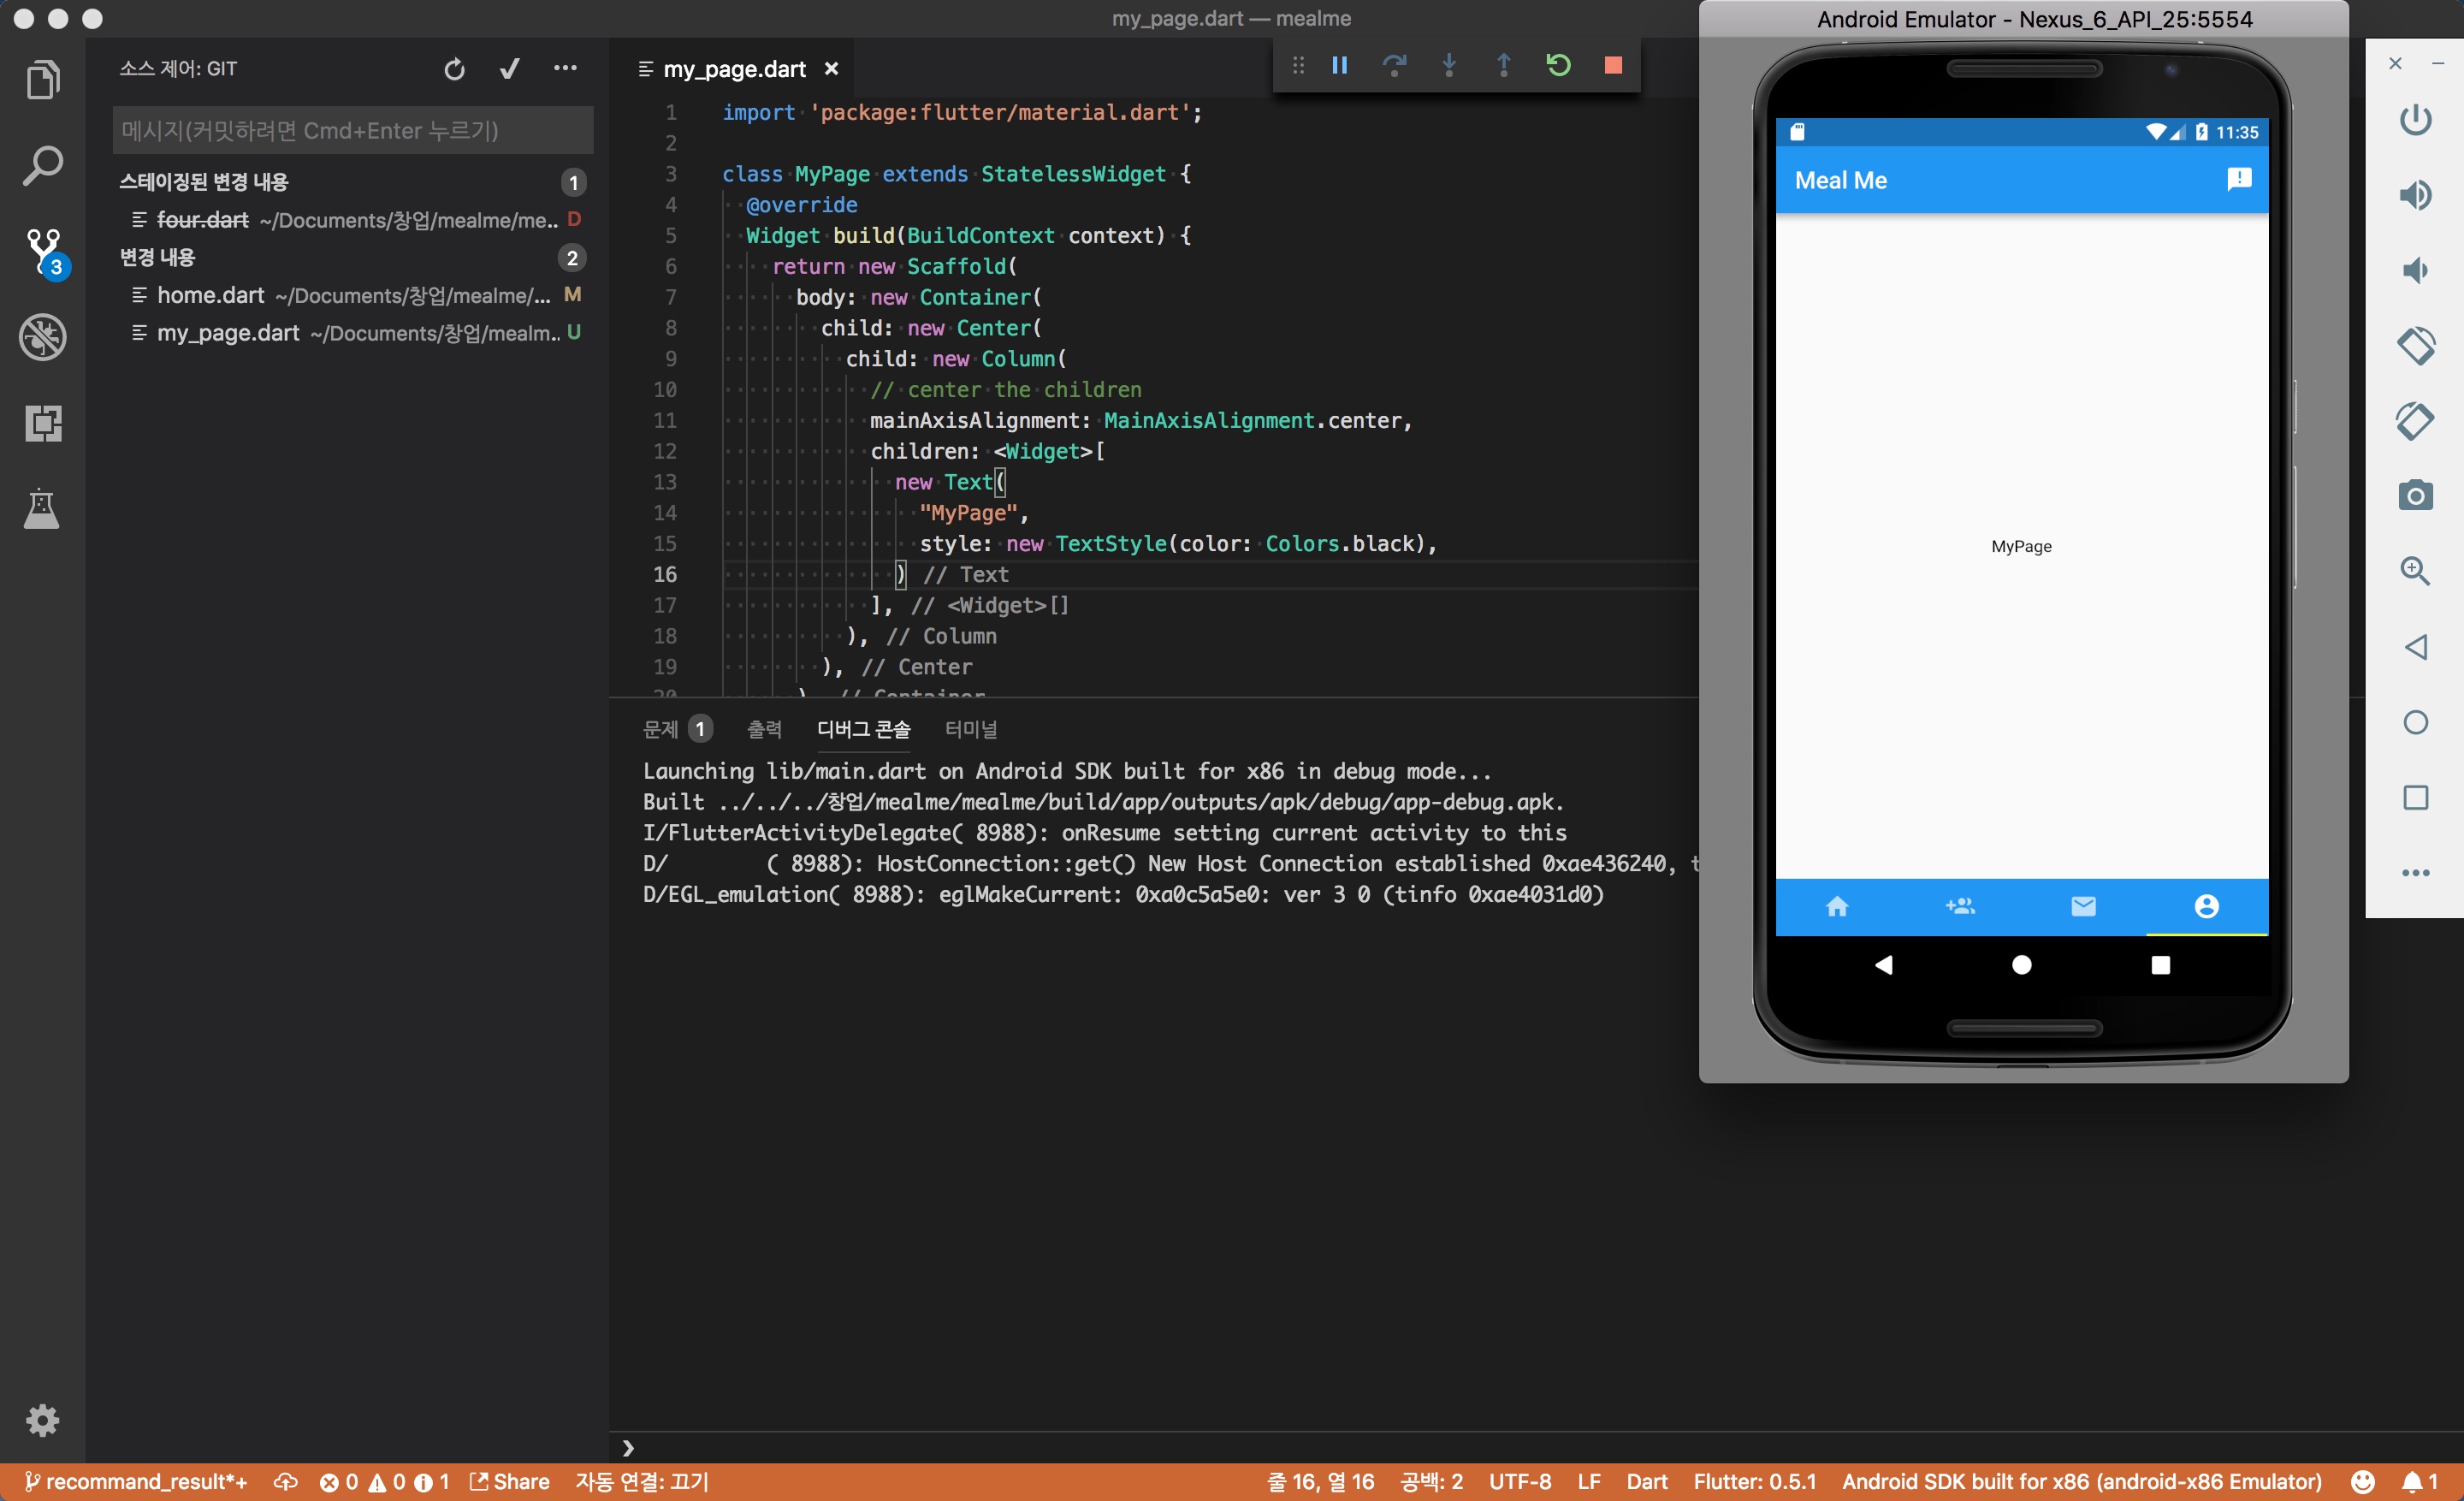 my_page.dart — mealme
소스 제어: GIT
메시지(커밋하려면 Cmd+Enter 누르기)
스테이징된 변경 내용 1
four.dart ~/Documents/창업/mealme/me... D
변경 내용 2
home.dart ~/Documents/창업/mealme/... M
my_page.dart ~/Documents/창업/mealm... U
3
my_page.dart
1 import 'package:flutter/material.dart';
2
3 class MyPage extends StatelessWidget {
4 @override
5 Widget build(BuildContext context) {
6 return new Scaffold(
7 body: new Container(
8 child: new Center(
9 child: new Column(
10 // center the children
11 mainAxisAlignment: MainAxisAlignment.center,
12 children: <Widget>[
13 new Text(
14 "MyPage",
15 style: new TextStyle(color: Colors.black),
16 ) // Text
17 ], // <Widget>[]
18 ), // Column
19 ), // Center
20 ), // Container
문제 1 출력 디버그 콘솔 터미널
Launching lib/main.dart on Android SDK built for x86 in debug mode...
Built ../../../창업/mealme/mealme/build/app/outputs/apk/debug/app-debug.apk.
I/FlutterActivityDelegate( 8988): onResume setting current activity to this
D/ ( 8988): HostConnection::get() New Host Connection established 0xae436240, t
D/EGL_emulation( 8988): eglMakeCurrent: 0xa0c5a5e0: ver 3 0 (tinfo 0xae4031d0)
Android Emulator - Nexus_6_API_25:5554
11:35
Meal Me
MyPage
recommand_result*+ 0 0 1 Share 자동 연결: 끄기
줄 16, 열 16 공백: 2 UTF-8 LF Dart Flutter: 0.5.1 Android SDK built for x86 (android-x86 Emulator) 1